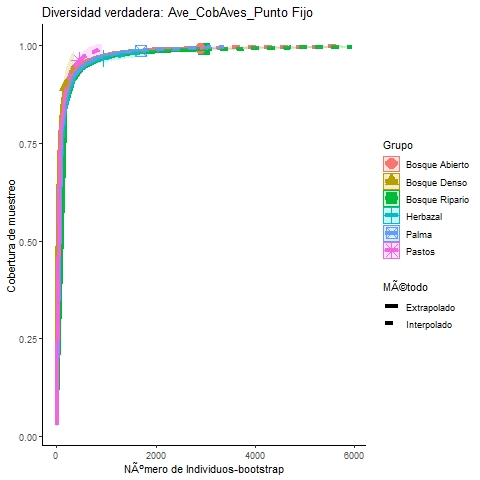 Diversidad verdadera: Ave_CobAves_Punto Fijo
1.00
0.75
0.50
0.25
0.00
Cobertura de muestreo
0
2000
4000
6000
NÃºmero de Individuos-bootstrap
Grupo
Bosque Abierto
Bosque Denso
Bosque Ripario
Herbazal
Palma
Pastos
MÃ©todo
Extrapolado
Interpolado